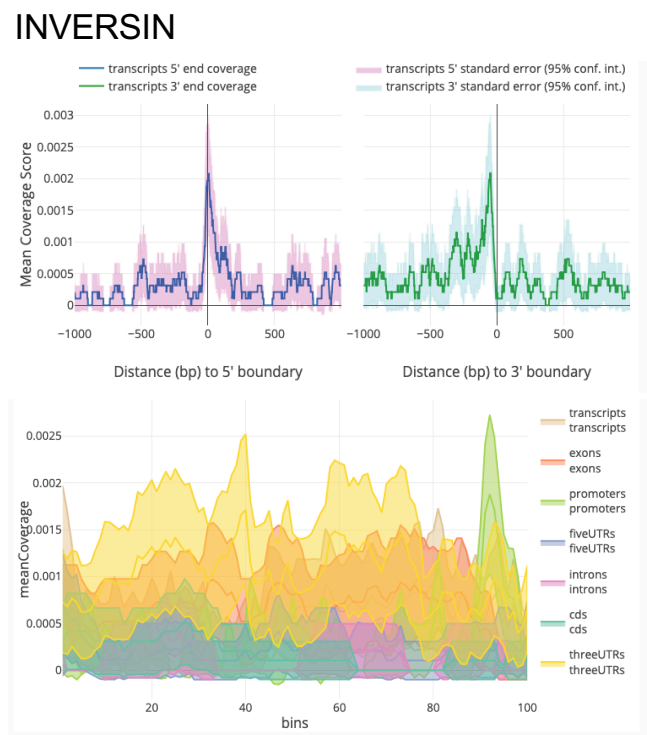 INVERSIN
transcripts 5' end coverage
transcripts 3' end coverage
transcripts 5' standard error (95% conf. int.)
transcripts 3' standard error (95% conf. int.)
Mean Coverage Score
0.003
0.0025
0.002
0.0015
0.001
0.0005
0
−1000
−500
0
500
−1000
−500
0
500
Distance (bp) to 5' boundary
Distance (bp) to 3' boundary
meanCoverage
0.0025
0.002
0.0015
0.001
0.0005
0
20
40
60
80
100
bins
transcripts
transcripts
exons
exons
promoters
promoters
fiveUTRs
fiveUTRs
introns
introns
cds
cds
threeUTRs
threeUTRs